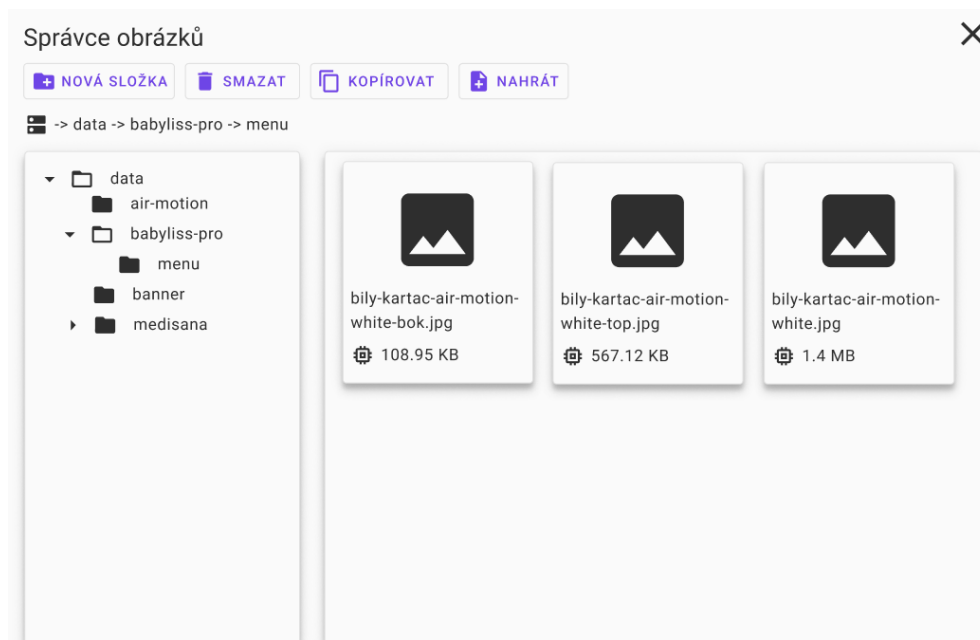 Správce obrázků
NOVÁ SLOŽKA
SMAZAT
KOPÍROVAT
NAHRÁT
-> data -> babyliss-pro -> menu
data
air-motion
babyliss-pro
menu
banner
medisana
bily-kartac-air-motion-
white-bok.jpg
108.95 KB
bily-kartac-air-motion-
white-top.jpg
567.12 KB
bily-kartac-air-motion-
white.jpg
1.4 MB